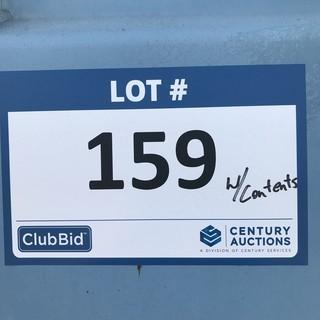 LOT #
159 w/Contents
ClubBid
CENTURY
AUCTIONS
A DIVISION OF CENTURY SERVICES